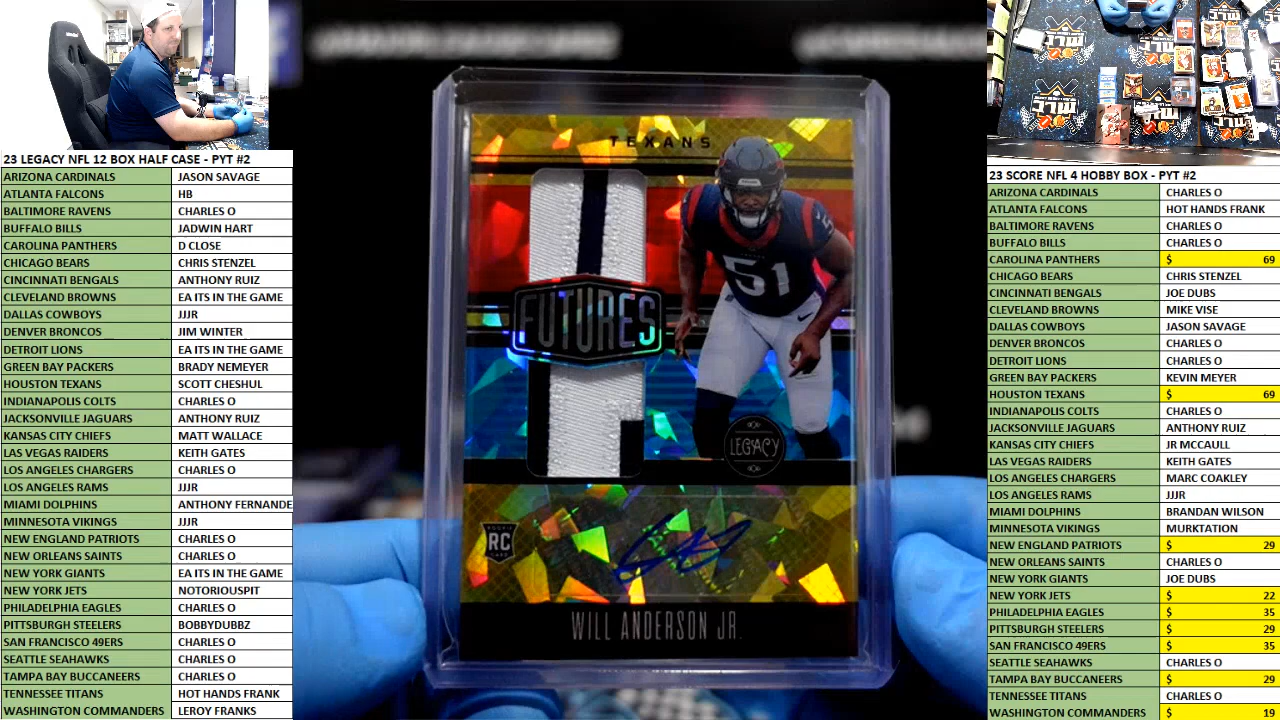 23 LEGACY NFL 12 BOX HALF CASE - PYT #2
ARIZONA CARDINALS JASON SAVAGE
ATLANTA FALCONS HB
BALTIMORE RAVENS CHARLES O
BUFFALO BILLS JADWIN HART
CAROLINA PANTHERS D CLOSE
CHICAGO BEARS CHRIS STENZEL
CINCINNATI BENGALS ANTHONY RUIZ
CLEVELAND BROWNS EA ITS IN THE GAME
DALLAS COWBOYS JJJR
DENVER BRONCOS JIM WINTER
DETROIT LIONS EA ITS IN THE GAME
GREEN BAY PACKERS BRADY NEMEYER
HOUSTON TEXANS SCOTT CHESHUL
INDIANAPOLIS COLTS CHARLES O
JACKSONVILLE JAGUARS ANTHONY RUIZ
KANSAS CITY CHIEFS MATT WALLACE
LAS VEGAS RAIDERS KEITH GATES
LOS ANGELES CHARGERS CHARLES O
LOS ANGELES RAMS JJJR
MIAMI DOLPHINS ANTHONY FERNANDE
MINNESOTA VIKINGS JJJR
NEW ENGLAND PATRIOTS CHARLES O
NEW ORLEANS SAINTS CHARLES O
NEW YORK GIANTS EA ITS IN THE GAME
NEW YORK JETS NOTORIOUSPIT
PHILADELPHIA EAGLES CHARLES O
PITTSBURGH STEELERS BOBBYDUBBZ
SAN FRANCISCO 49ERS CHARLES O
SEATTLE SEAHAWKS CHARLES O
TAMPA BAY BUCCANEERS CHARLES O
TENNESSEE TITANS HOT HANDS FRANK
WASHINGTON COMMANDERS LEROY FRANKS
TEXANS
51
FUTURES
LEGACY
ROOKIE
RC
CARD
WILL ANDERSON JR.
MLC
MLC
MLC
MLC
23 SCORE NFL 4 HOBBY BOX - PYT #2
ARIZONA CARDINALS CHARLES O
ATLANTA FALCONS HOT HANDS FRANK
BALTIMORE RAVENS CHARLES O
BUFFALO BILLS CHARLES O
CAROLINA PANTHERS $ 69
CHICAGO BEARS CHRIS STENZEL
CINCINNATI BENGALS JOE DUBS
CLEVELAND BROWNS MIKE VISE
DALLAS COWBOYS JASON SAVAGE
DENVER BRONCOS CHARLES O
DETROIT LIONS CHARLES O
GREEN BAY PACKERS KEVIN MEYER
HOUSTON TEXANS $ 69
INDIANAPOLIS COLTS CHARLES O
JACKSONVILLE JAGUARS ANTHONY RUIZ
KANSAS CITY CHIEFS JR MCCAULL
LAS VEGAS RAIDERS KEITH GATES
LOS ANGELES CHARGERS MARC COAKLEY
LOS ANGELES RAMS JJJR
MIAMI DOLPHINS BRANDAN WILSON
MINNESOTA VIKINGS MURKTATION
NEW ENGLAND PATRIOTS $ 29
NEW ORLEANS SAINTS CHARLES O
NEW YORK GIANTS JOE DUBS
NEW YORK JETS $ 22
PHILADELPHIA EAGLES $ 35
PITTSBURGH STEELERS $ 29
SAN FRANCISCO 49ERS $ 35
SEATTLE SEAHAWKS CHARLES O
TAMPA BAY BUCCANEERS $ 29
TENNESSEE TITANS CHARLES O
WASHINGTON COMMANDERS $ 19